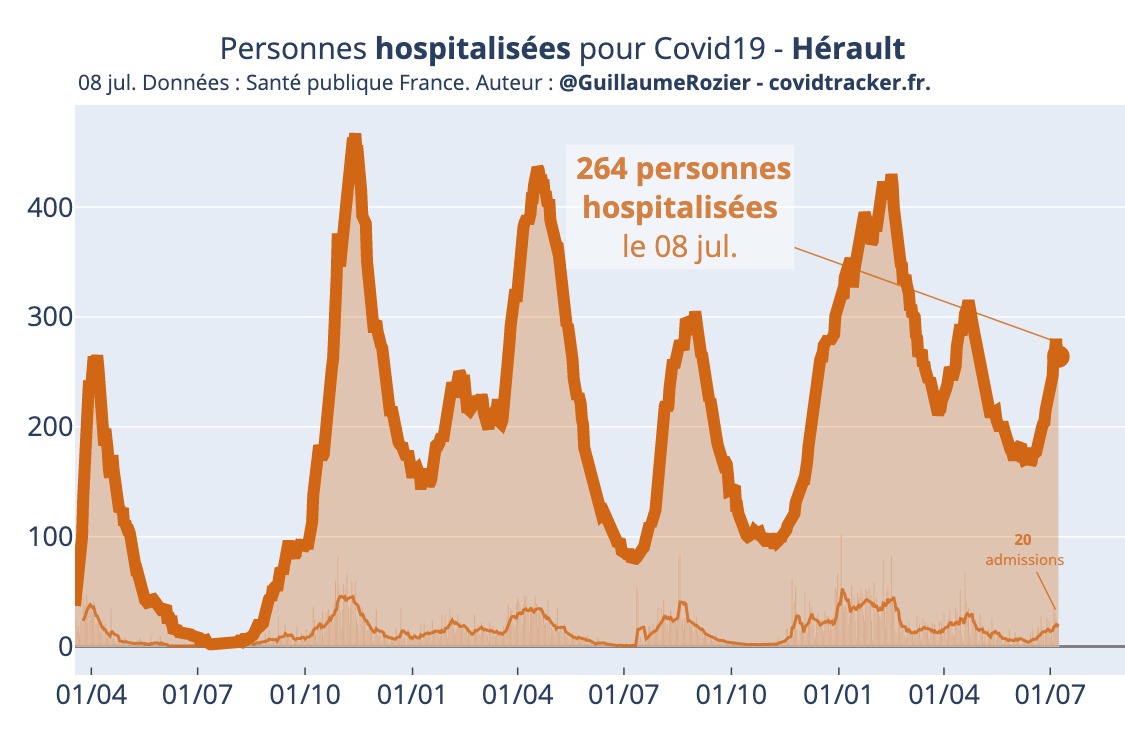 Personnes hospitalisées pour Covid19 - Hérault
08 jul. Données : Santé publique France. Auteur : @GuillaumeRozier - covidtracker.fr.
264 personnes
hospitalisées
le 08 jul.
400
300
200
100
0
20
admissions
01/04 01/07 01/10 01/01 01/04 01/07 01/10 01/01 01/04 01/07